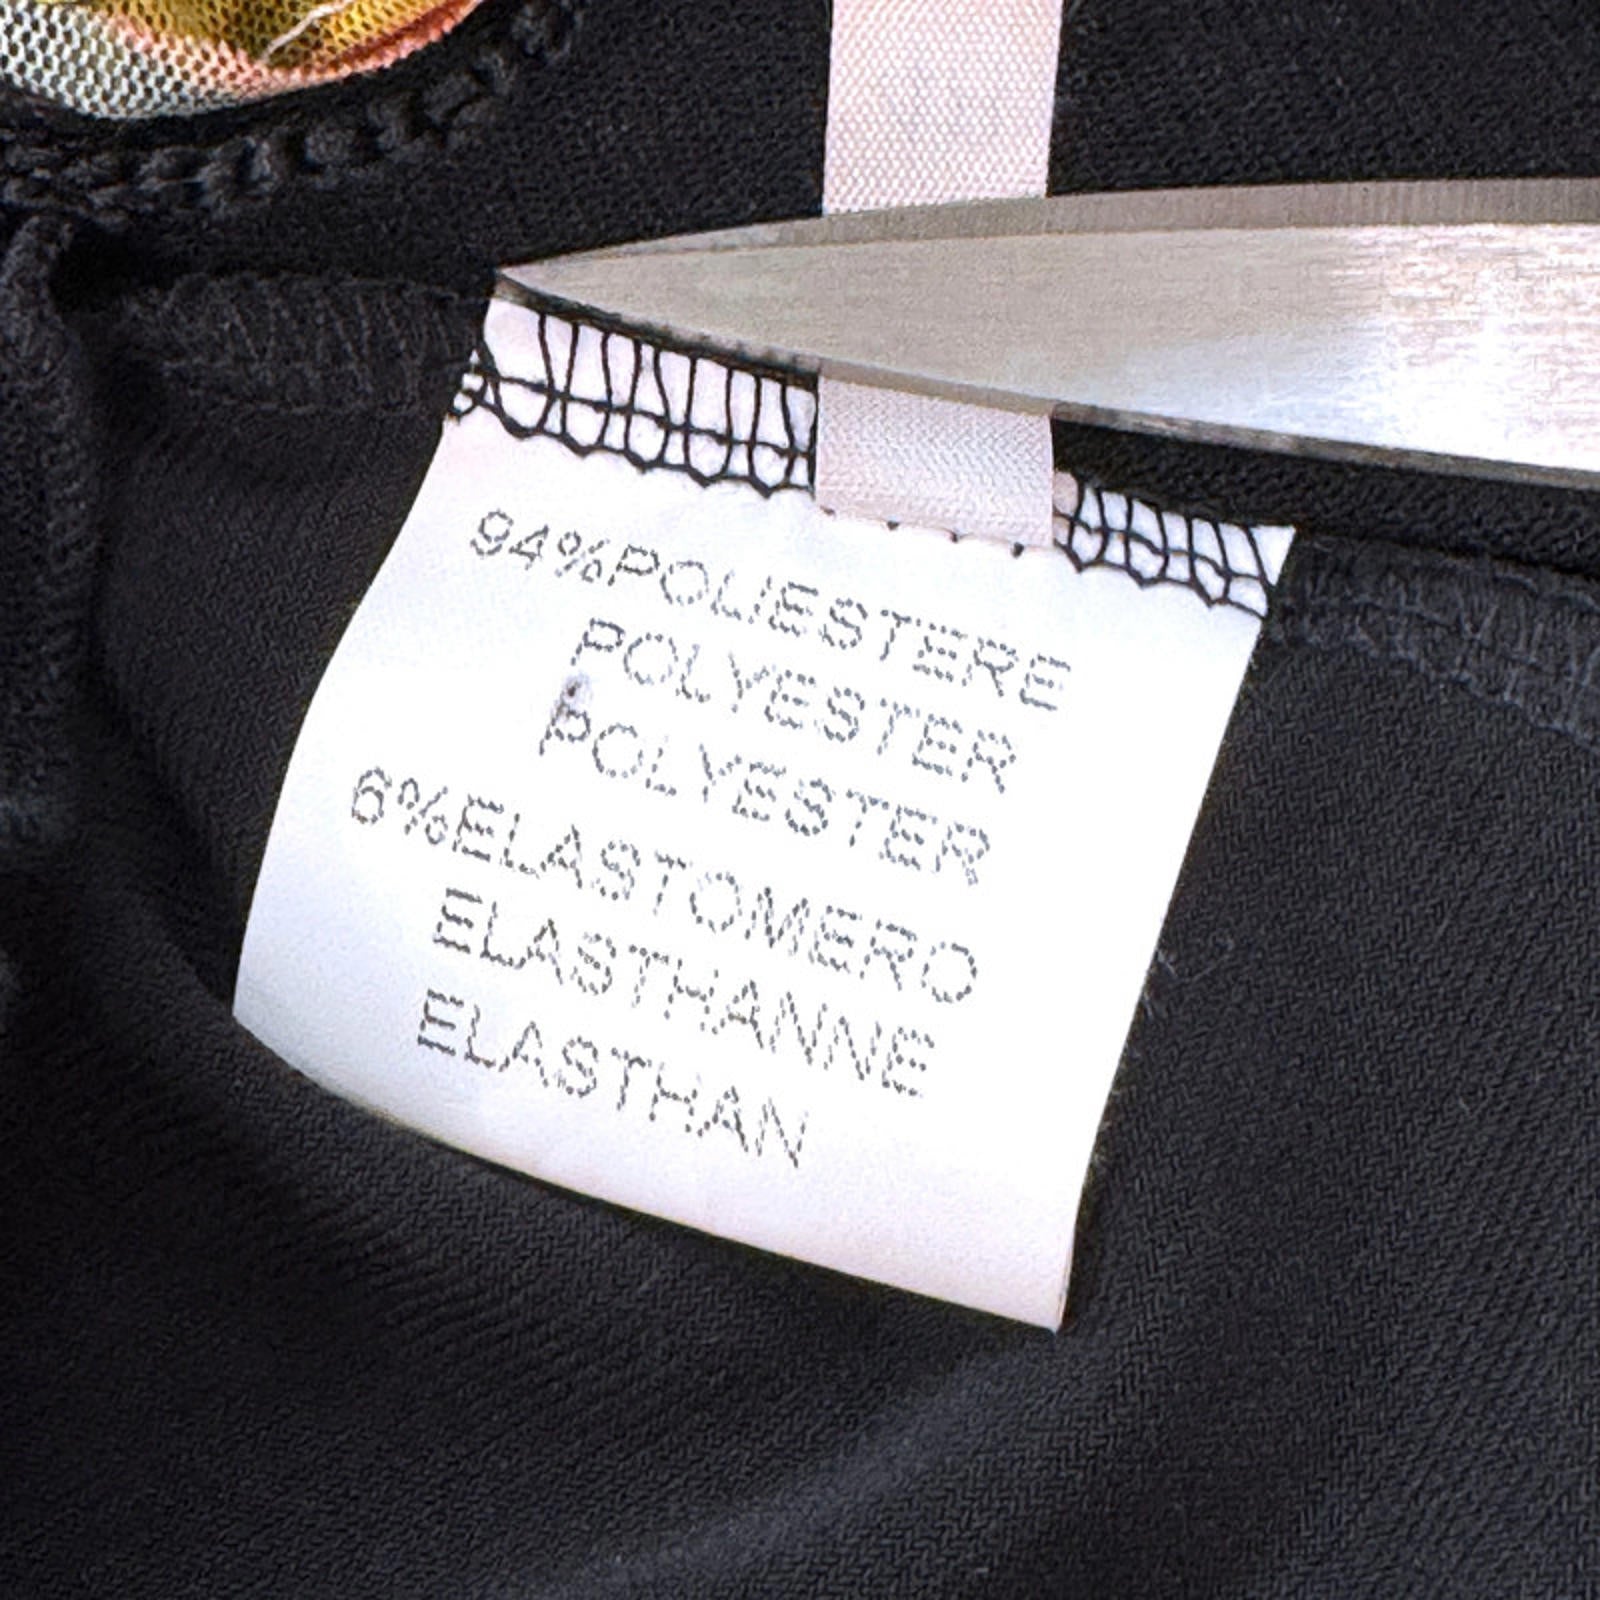 94%POLIESTERE
POLYESTER
POLYESTER
6%ELASTOMERO
ELASTHANNE
ELASTHAN